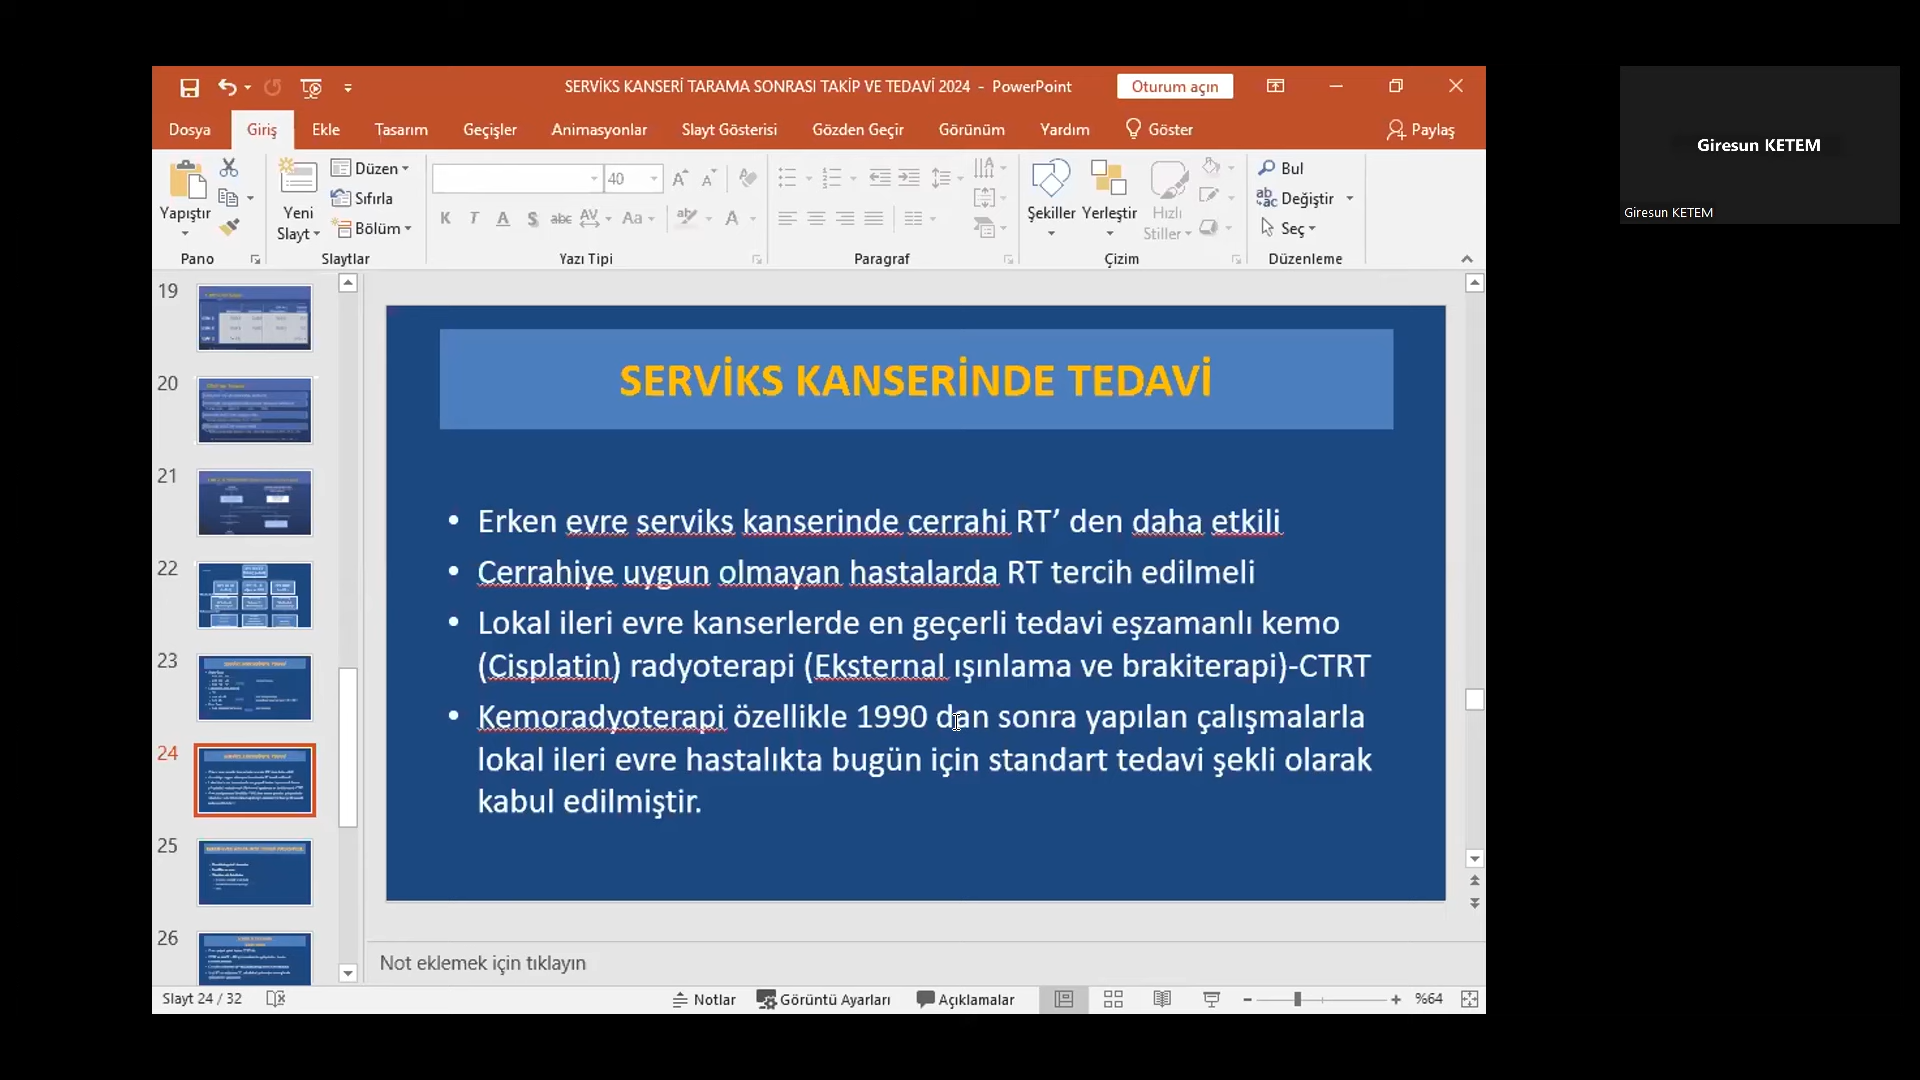 SERVİKS KANSERİ TARAMA SONRASI TAKİP VE TEDAVİ 2024 - PowerPoint
Oturum açın
Dosya
Giriş
Ekle
Tasarım
Geçişler
Animasyonlar
Slayt Gösterisi
Gözden Geçir
Görünüm
Yardım
Göster
Paylaş
Yapıştır
Pano
Yeni
Slayt
Düzen
Sıfırla
Bölüm
Slaytlar
40
K T A S abc AV Aa
A
Yazı Tipi
Paragraf
Şekiller
Yerleştir
Hızlı
Stiller
Çizim
Bul
Değiştir
Seç
Düzenleme
19
20
21
22
23
24
25
26
SERVİKS KANSERİNDE TEDAVİ
• Erken evre serviks kanserinde cerrahi RT’ den daha etkili
• Cerrahiye uygun olmayan hastalarda RT tercih edilmeli
• Lokal ileri evre kanserlerde en geçerli tedavi eşzamanlı kemo
(Cisplatin) radyoterapi (Eksternal ışınlama ve brakiterapi)-CTRT
• Kemoradyoterapi özellikle 1990 dan sonra yapılan çalışmalarla
lokal ileri evre hastalıkta bugün için standart tedavi şekli olarak
kabul edilmiştir.
Not eklemek için tıklayın
Slayt 24 / 32
Notlar
Görüntü Ayarları
Açıklamalar
%64
Giresun KETEM
Giresun KETEM